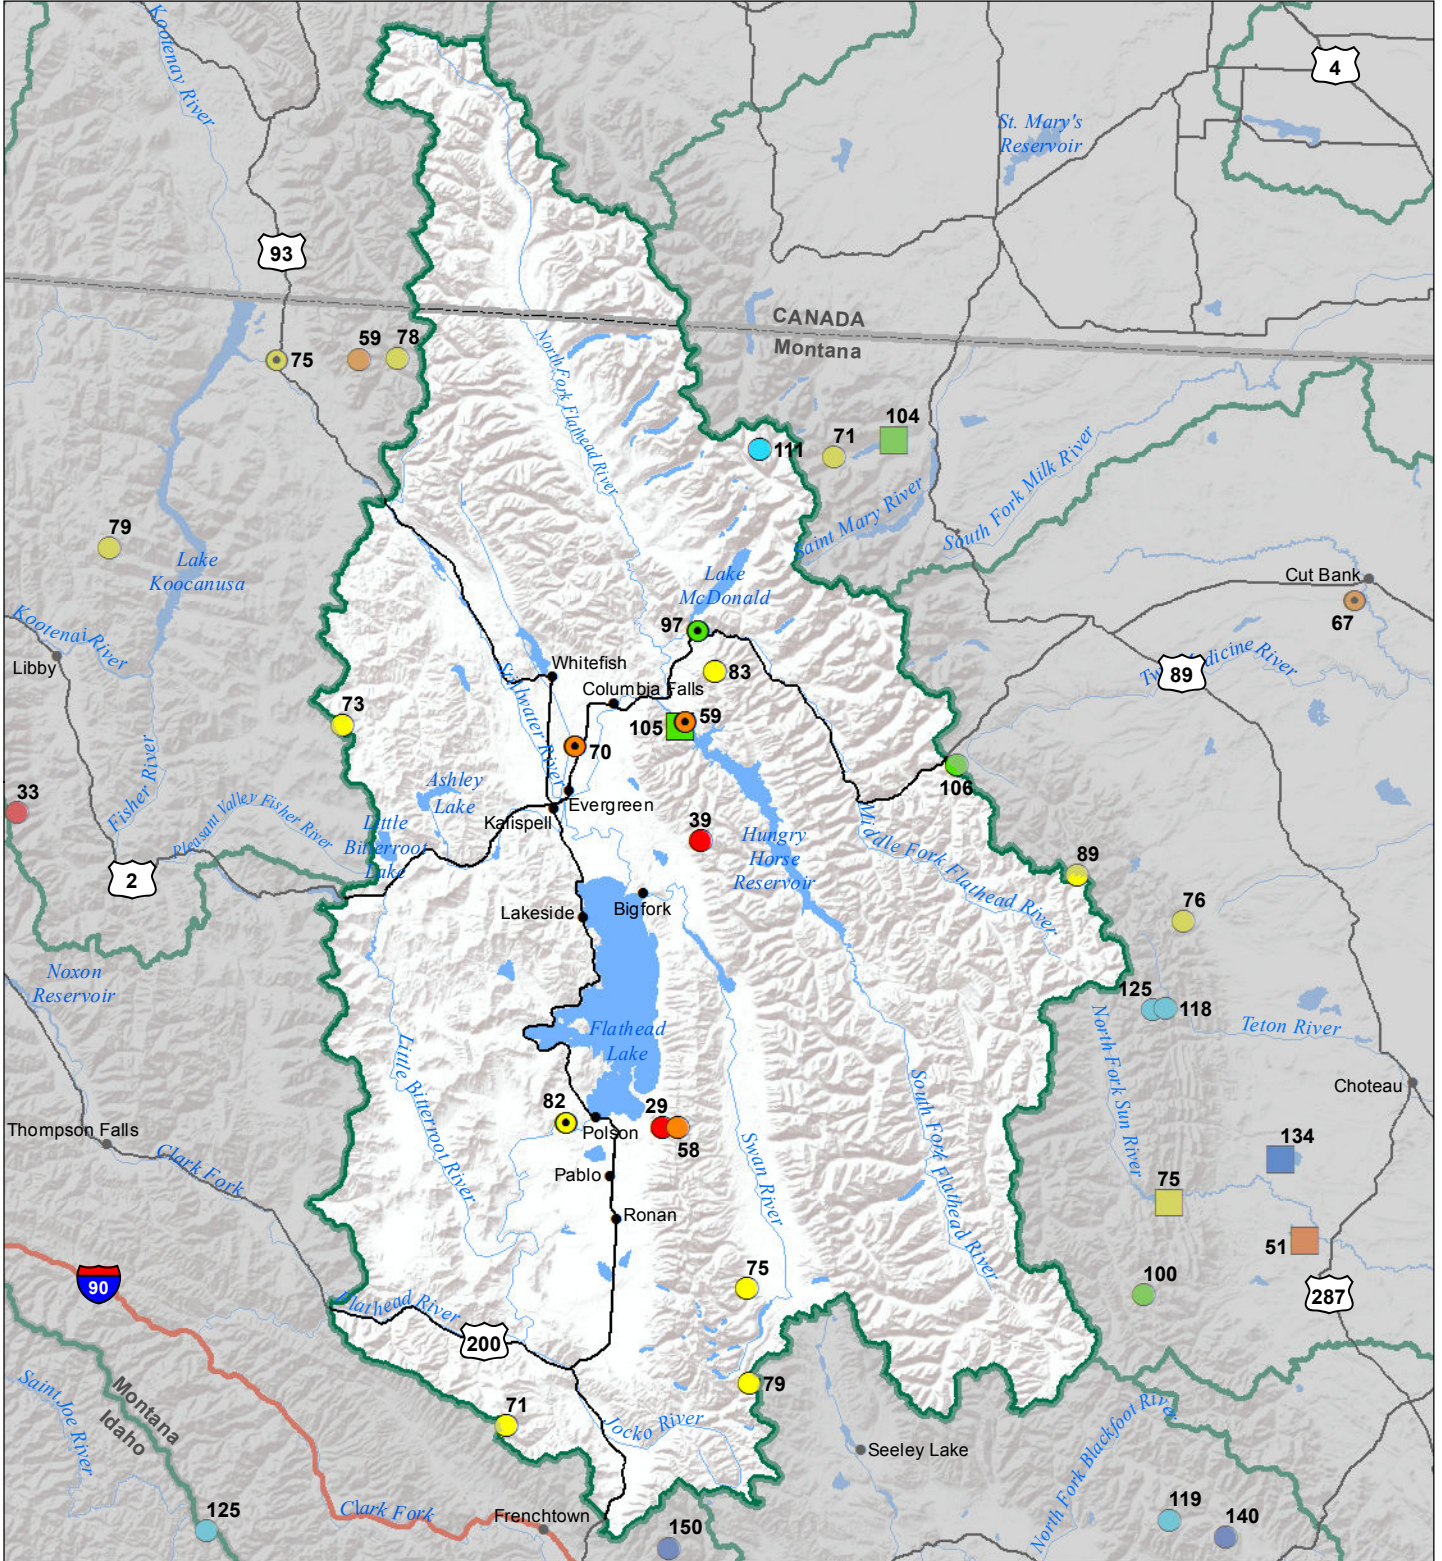 Kootenay River
4
St. Mary's
Reservoir
93
CANADA
Montana
59
78
75
North Fork Flathead River
104
71
111
South Fork Milk River
Saint Mary River
79
Lake
Koocanusa
Lake
McDonald
Cut Bank
67
Kootenai River
Libby
97
Whitefish
83
Columbia Falls
89
Two Medicine River
Stillwater River
73
59
105
70
106
33
Fisher River
Pleasant Valley Fisher River
Ashley
Lake
Evergreen
Kalispell
Little
Bitterroot
Lake
39
Hungry
Horse
Reservoir
Middle Fork Flathead River
2
89
76
Lakeside
Bigfork
Noxon
Reservoir
125
118
Teton River
North Fork Sun River
Flathead
Lake
Little Bitterroot River
South Fork Flathead River
Choteau
82
29
58
Polson
Thompson Falls
Clark Fork
Swan River
134
75
Pablo
Ronan
51
90
75
100
287
Flathead River
200
79
71
Saint Joe River
Montana
Idaho
Jocko River
North Fork Blackfoot River
Seeley Lake
125
Clark Fork
Frenchtown
150
119
140